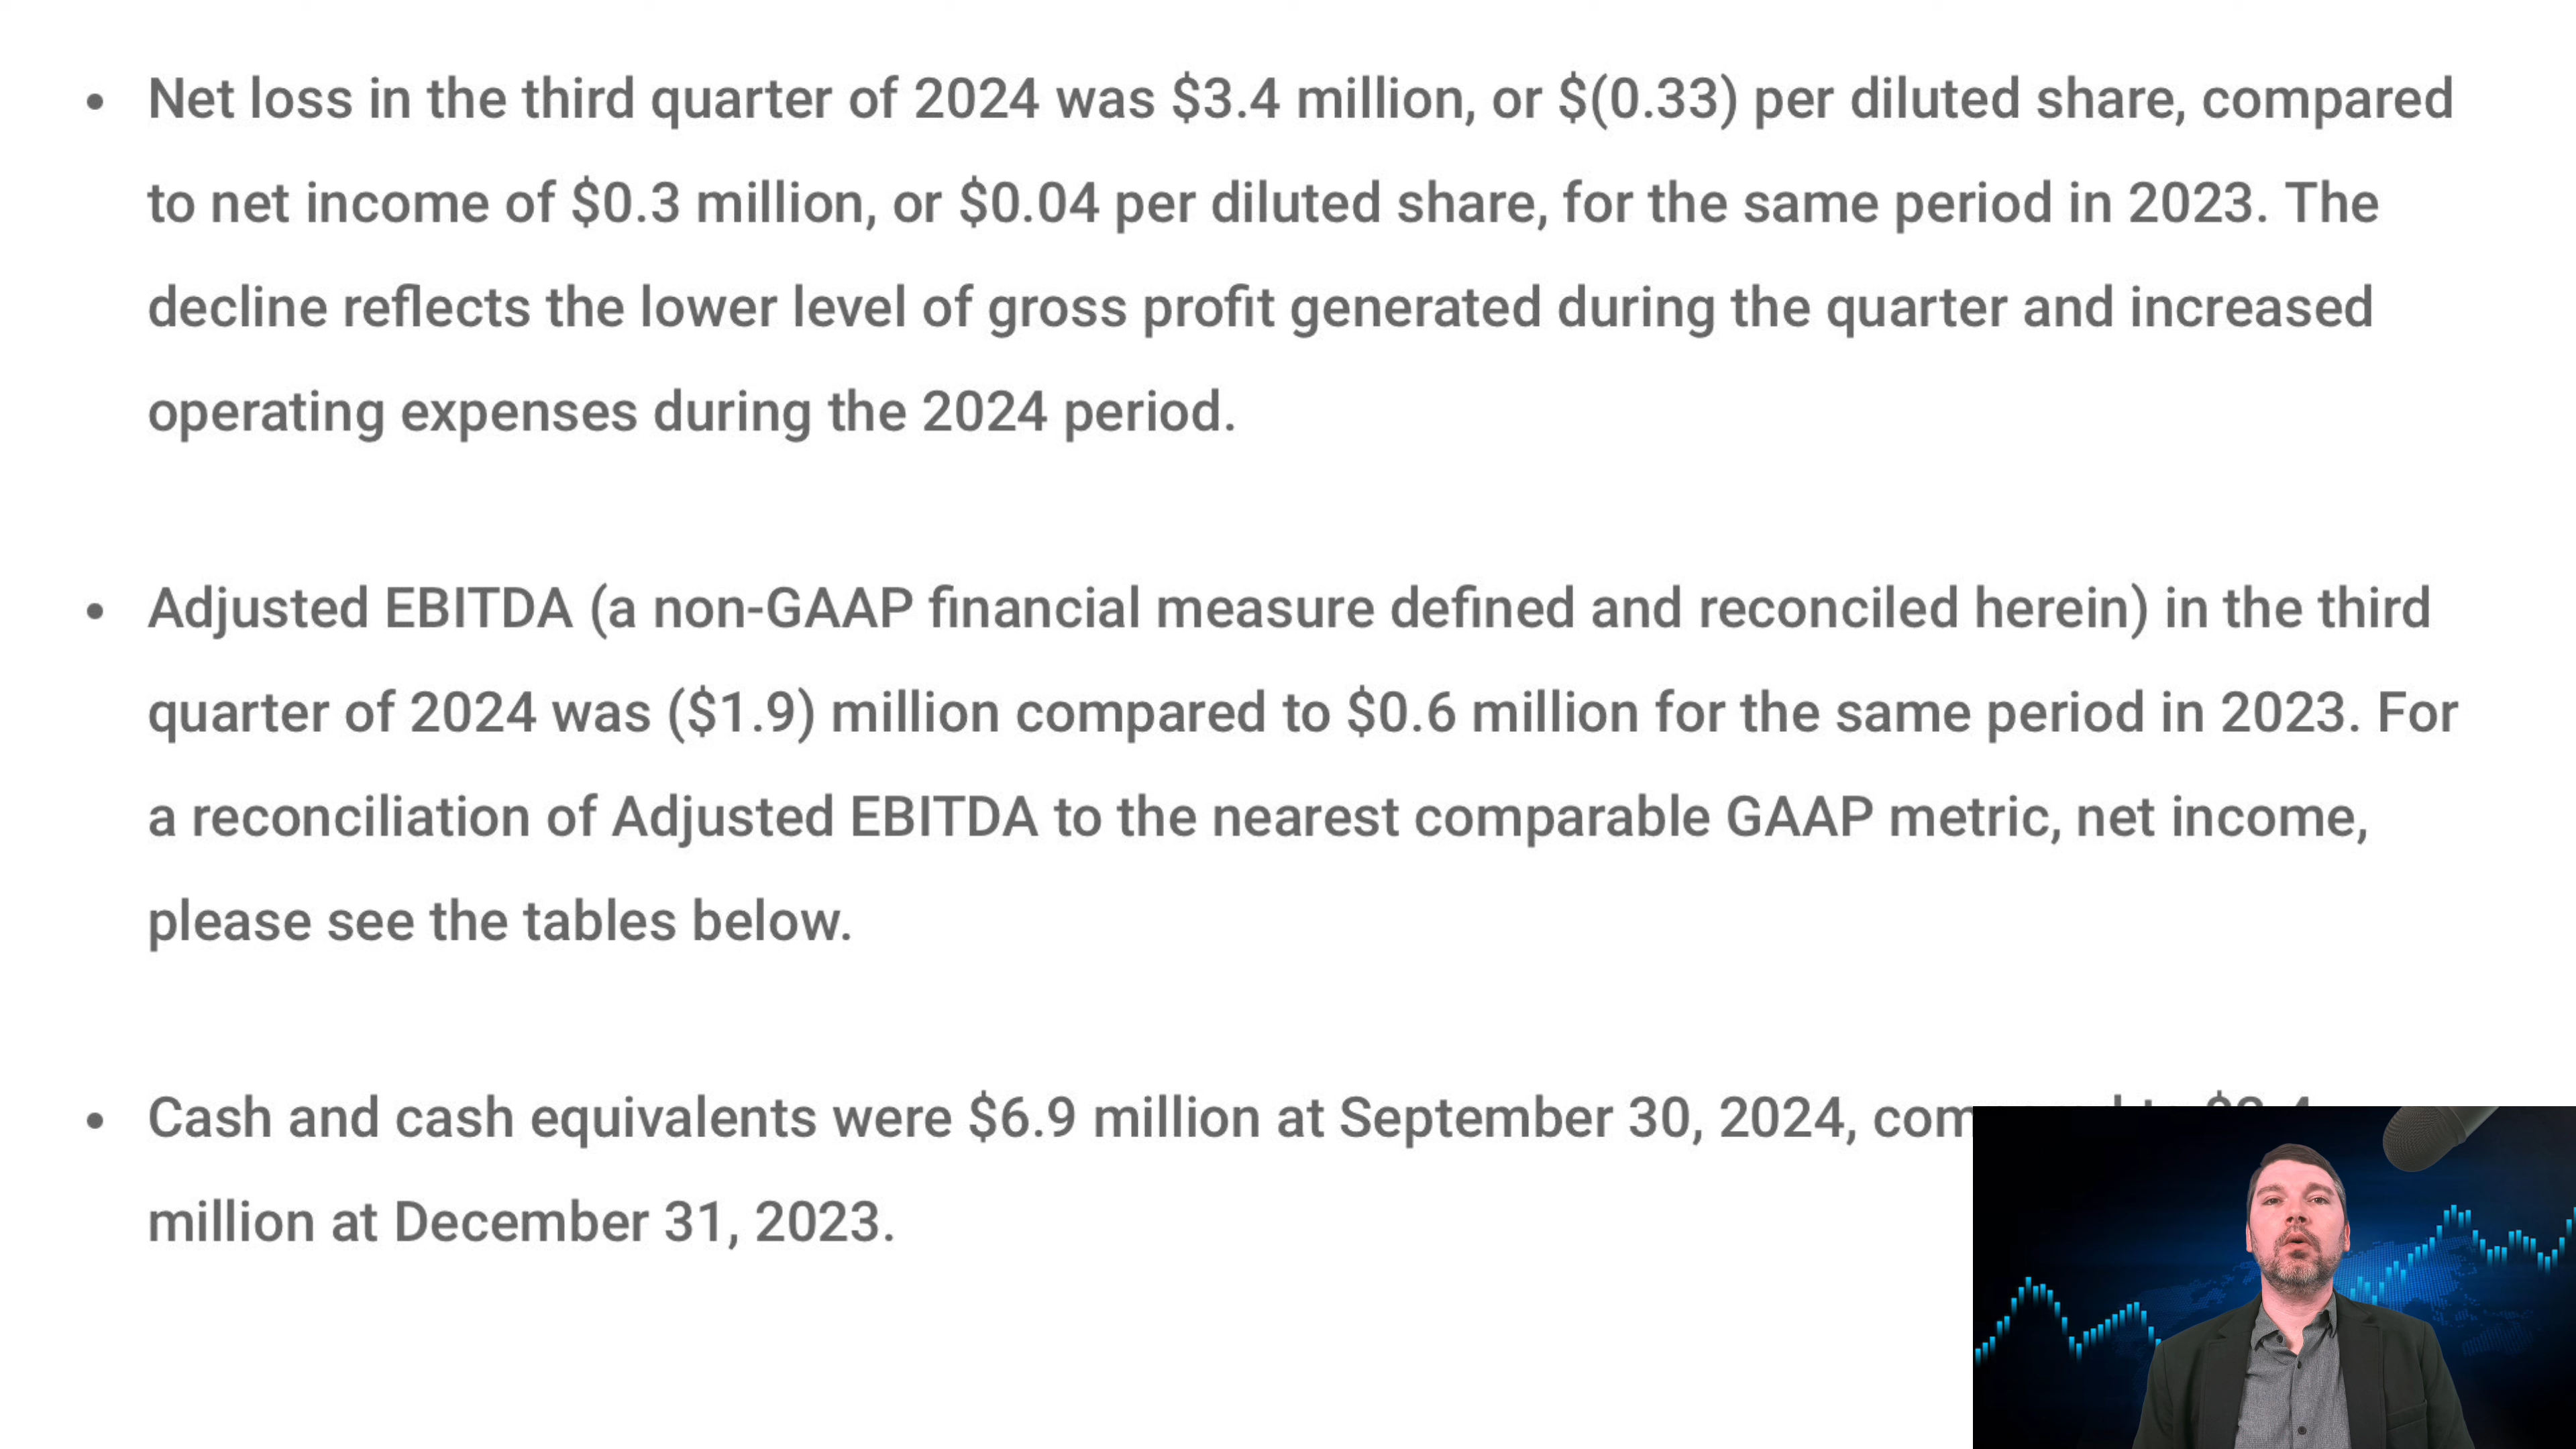 • Net loss in the third quarter of 2024 was $3.4 million, or $(0.33) per diluted share, compared
to net income of $0.3 million, or $0.04 per diluted share, for the same period in 2023. The
decline reflects the lower level of gross profit generated during the quarter and increased
operating expenses during the 2024 period.
• Adjusted EBITDA (a non-GAAP financial measure defined and reconciled herein) in the third
quarter of 2024 was ($1.9) million compared to $0.6 million for the same period in 2023. For
a reconciliation of Adjusted EBITDA to the nearest comparable GAAP metric, net income,
please see the tables below.
• Cash and cash equivalents were $6.9 million at September 30, 2024,
million at December 31, 2023.